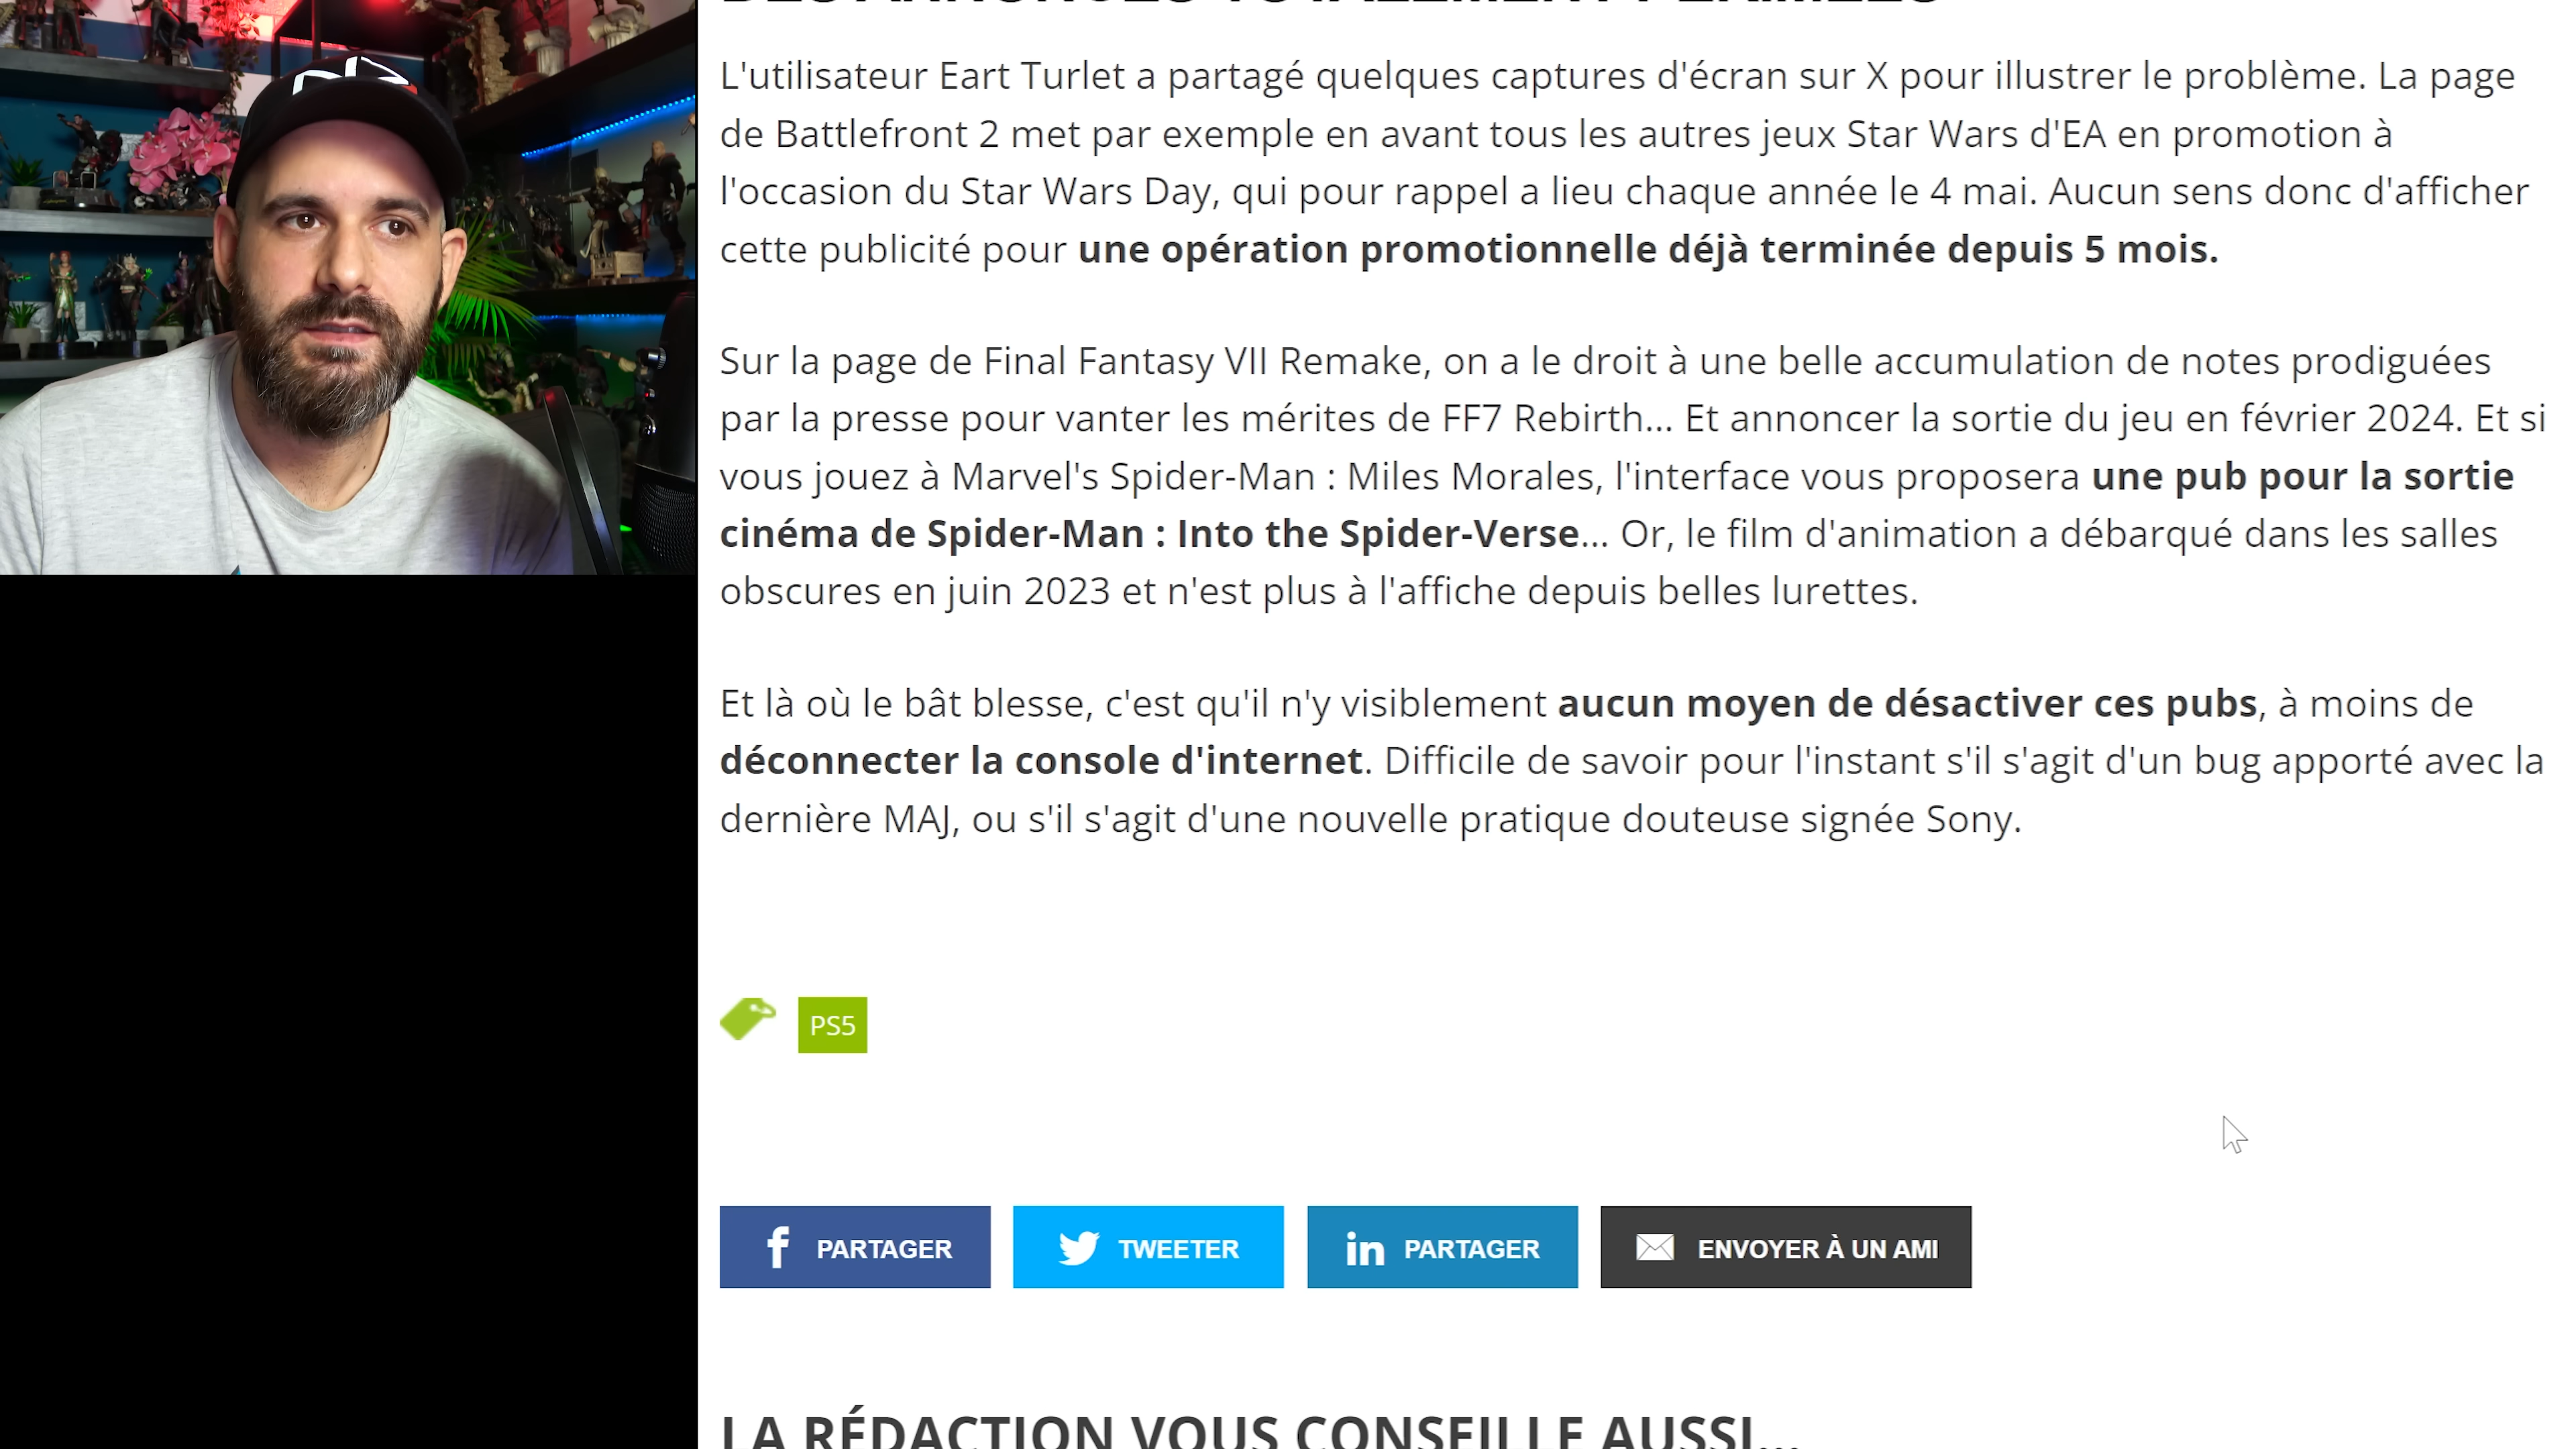 DES ANNONCES TOTALEMENT PÉRIMÉES
L'utilisateur Eart Turlet a partagé quelques captures d'écran sur X pour illustrer le problème. La page
de Battlefront 2 met par exemple en avant tous les autres jeux Star Wars d'EA en promotion à
l'occasion du Star Wars Day, qui pour rappel a lieu chaque année le 4 mai. Aucun sens donc d'afficher
cette publicité pour une opération promotionnelle déjà terminée depuis 5 mois.
Sur la page de Final Fantasy VII Remake, on a le droit à une belle accumulation de notes prodiguées
par la presse pour vanter les mérites de FF7 Rebirth... Et annoncer la sortie du jeu en février 2024. Et si
vous jouez à Marvel's Spider-Man : Miles Morales, l'interface vous proposera une pub pour la sortie
cinéma de Spider-Man : Into the Spider-Verse... Or, le film d'animation a débarqué dans les salles
obscures en juin 2023 et n'est plus à l'affiche depuis belles lurettes.
Et là où le bât blesse, c'est qu'il n'y visiblement aucun moyen de désactiver ces pubs, à moins de
déconnecter la console d'internet. Difficile de savoir pour l'instant s'il s'agit d'un bug apporté avec la
dernière MAJ, ou s'il s'agit d'une nouvelle pratique douteuse signée Sony.
PS5
f PARTAGER
TWEETER
in PARTAGER
ENVOYER À UN AMI
LA RÉDACTION VOUS CONSEILLE AUSSI...